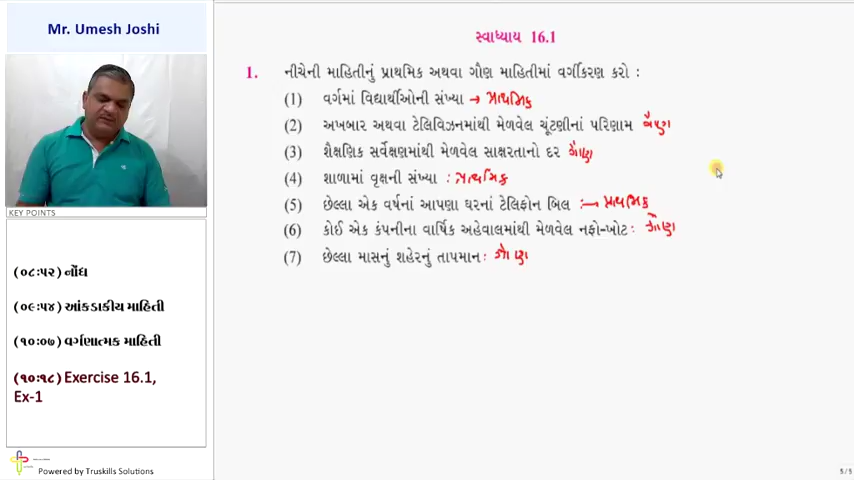 Mr. Umesh Joshi
KEY POINTS
(૦૮:૫૨) નોંધ
(૦૯:૫૪) આંકડાકીય માહિતી
(૧૦:૦૭) વર્ગણાત્મક માહિતી
(૧૦:૧૮) Exercise 16.1,
Ex-1
Powered by Truskills Solutions
સ્વાધ્યાય 16.1
1. નીચેની માહિતીનું પ્રાથમિક અથવા ગૌણ માહિતીમાં વર્ગીકરણ કરો :
(1) વર્ગમાં વિદ્યાર્થીઓની સંખ્યા → પ્રાથમિક
(2) અખબાર અથવા ટેલિવિઝનમાંથી મેળવેલ ચૂંટણીનાં પરિણામ ગૌણ
(3) શૈક્ષણિક સર્વેક્ષણમાંથી મેળવેલ સાક્ષરતાનો દર ગૌણ
(4) શાળામાં વૃક્ષની સંખ્યા : પ્રાથમિક
(5) છેલ્લા એક વર્ષનાં આપણા ઘરનાં ટેલિફોન બિલ :→ પ્રાથમિક
(6) કોઈ એક કંપનીના વાર્ષિક અહેવાલમાંથી મેળવેલ નફો-ખોટ : ગૌણ
(7) છેલ્લા માસનું શહેરનું તાપમાન : ગૌણ
5/5